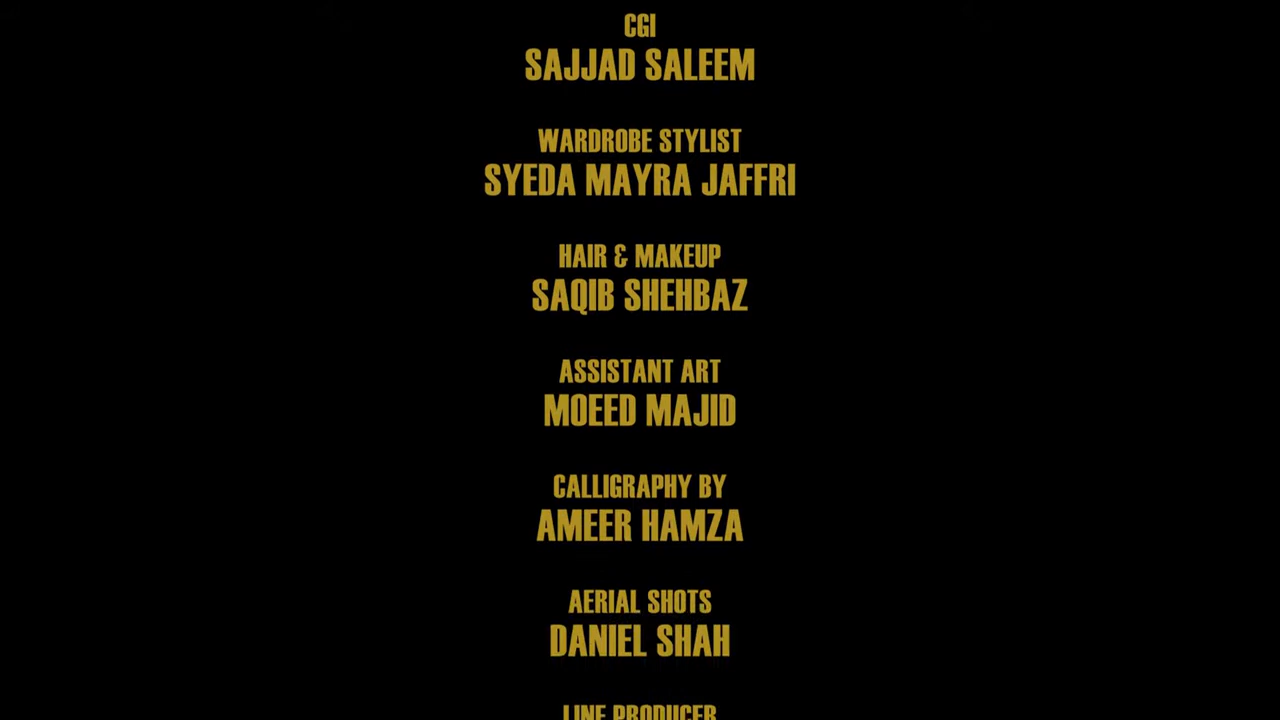 CGI
SAJJAD SALEEM
WARDROBE STYLIST
SYEDA MAYRA JAFFRI
HAIR & MAKEUP
SAQIB SHEHBAZ
ASSISTANT ART
MOEED MAJID
CALLIGRAPHY BY
AMEER HAMZA
AERIAL SHOTS
DANIEL SHAH
LINE PRODUCER